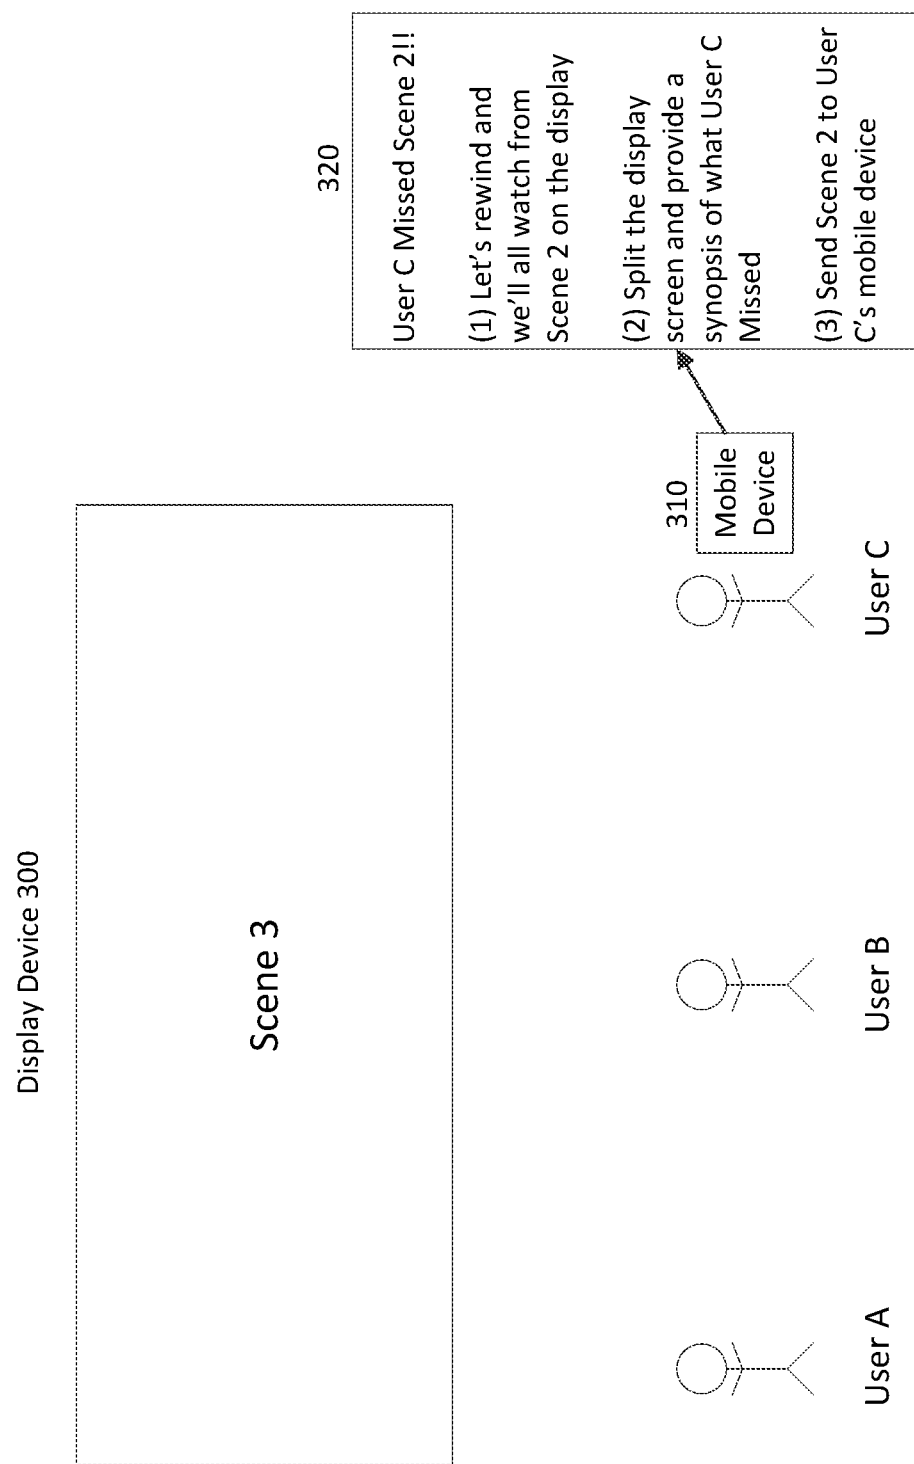 Display Device 300
Scene 3
320
User C Missed Scene 2!!
(1) Let's rewind and
we'll all watch from
Scene 2 on the display
(2) Split the display
screen and provide a
synopsis of what User C
Missed
(3) Send Scene 2 to User
C's mobile device
310
Mobile
Device
User A
User B
User C